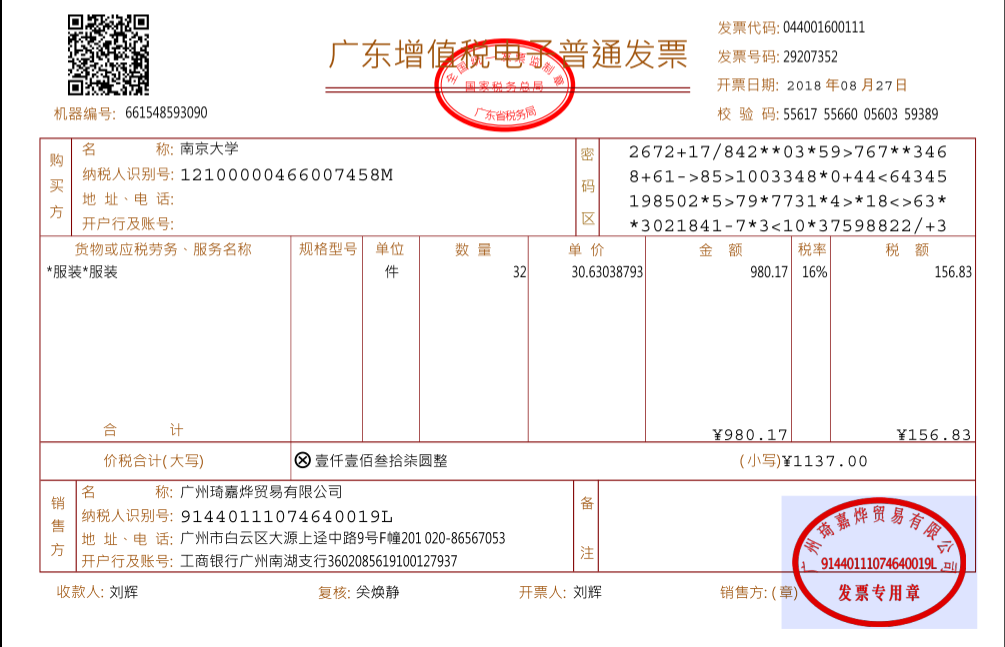 广东增值税电子普通发票
全国统一发票监制章
国家税务总局
广东省税务局
发票代码: 044001600111
发票号码: 29207352
开票日期: 2018 年08 月27日
校 验 码: 55617 55660 05603 59389
机器编号: 661548593090
购买方
名 称: 南京大学
纳税人识别号: 12100000466007458M
地 址、电 话:
开户行及账号:
密码区
2672+17/842**03*59>767**346
8+61->85>1003348*0+44<64345
198502*5>79*7731*4>*18<>63*
*3021841-7*3<10*37598822/+3
货物或应税劳务、服务名称 规格型号 单位 数 量 单 价 金 额 税率 税 额
*服装*服装 件 32 30.63038793 980.17 16% 156.83
合 计 ¥980.17 ¥156.83
价税合计(大写) ⊗壹仟壹佰叁拾柒圆整 (小写)¥1137.00
销售方
名 称: 广州琦嘉烨贸易有限公司
纳税人识别号: 91440111074640019L
地 址、电 话: 广州市白云区大源上迳中路9号F幢201 020-86567053
开户行及账号: 工商银行广州南湖支行3602085619100127937
备注
收款人: 刘辉 复核: 尖焕静 开票人: 刘辉 销售方: (章)
广州琦嘉烨贸易有限公司
91440111074640019L
发票专用章